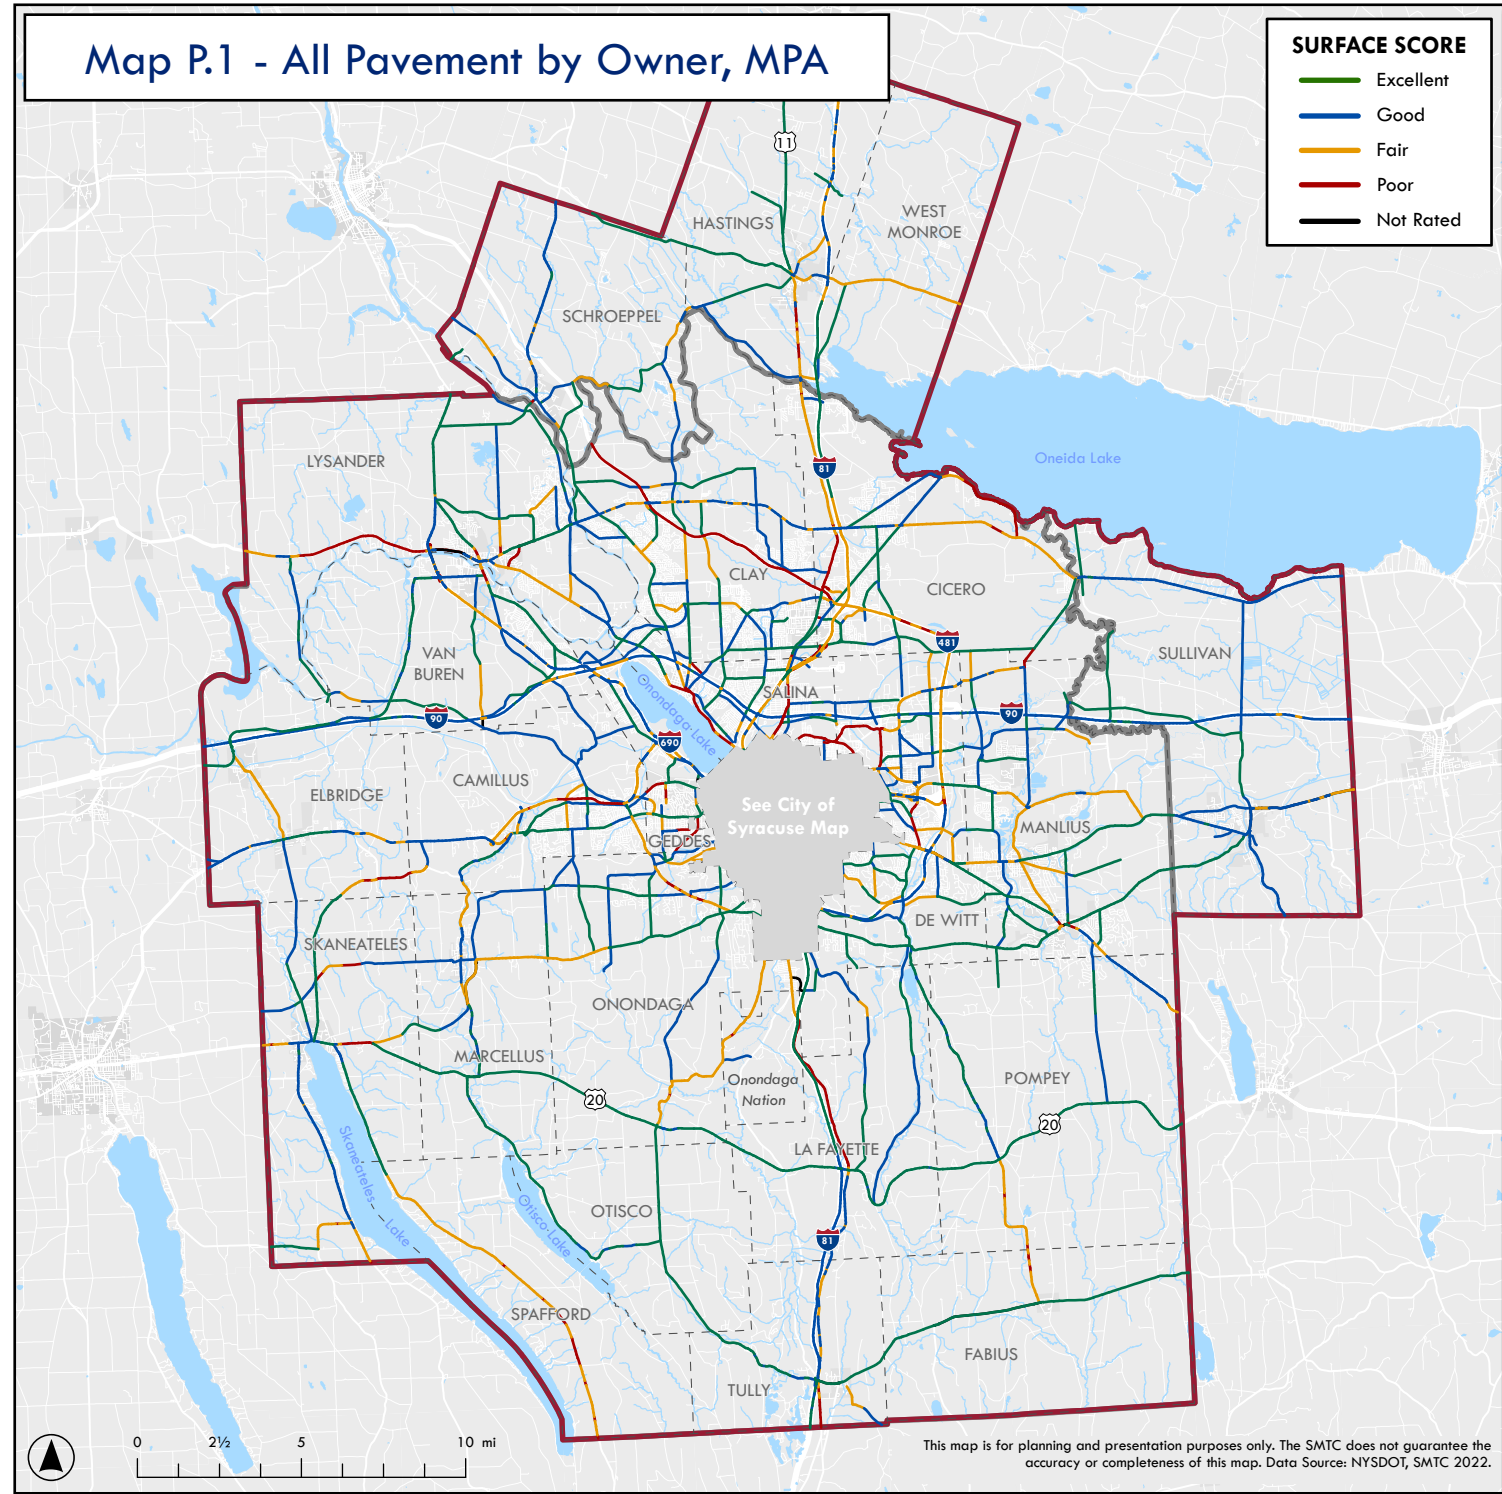 Map P.1 - All Pavement by Owner, MPA
SURFACE SCORE
Excellent
Good
Fair
Poor
Not Rated
11
HASTINGS
WEST
MONROE
SCHROEPPEL
LYSANDER
81
Oneida Lake
CLAY
CICERO
481
VAN
BUREN
SULLIVAN
Onondaga Lake
SALINA
90
90
690
CAMILLUS
ELBRIDGE
See City of
Syracuse Map
GEDDES
MANLIUS
SKANEATELES
DE WITT
ONONDAGA
MARCELLUS
Onondaga
Nation
POMPEY
20
20
Skaneateles Lake
LA FAYETTE
Otisco Lake
OTISCO
81
SPAFFORD
FABIUS
TULLY
0 2½ 5 10 mi
This map is for planning and presentation purposes only. The SMTC does not guarantee the
accuracy or completeness of this map. Data Source: NYSDOT, SMTC 2022.